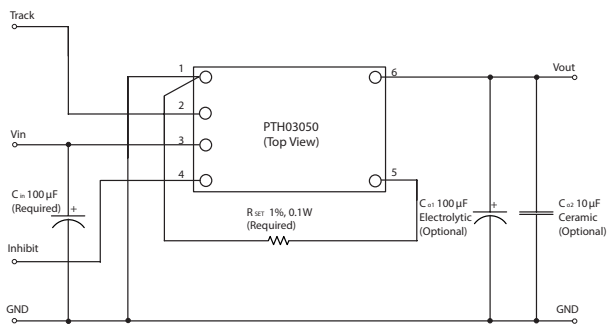 Track
1
6
Vout
2
PTH03050
(Top View)
Vin
3
4
5
C in 100 µF
(Required)
R SET 1%, 0.1W
(Required)
C o1 100 µF
Electrolytic
(Optional)
C o2 10 µF
Ceramic
(Optional)
+
+
Inhibit
GND
GND